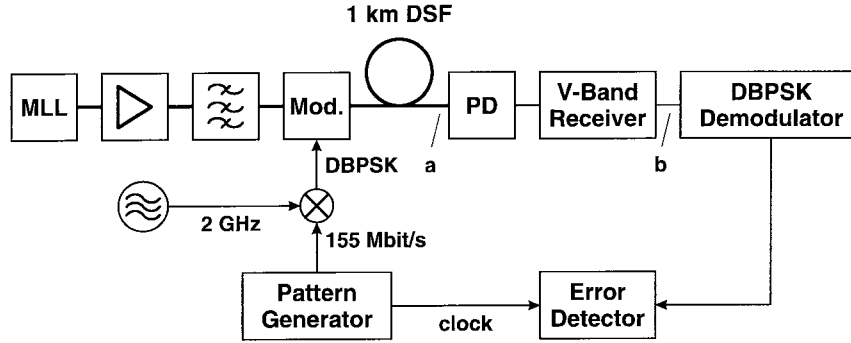 1 km DSF
MLL
Mod.
PD
V-Band
Receiver
DBPSK
Demodulator
DBPSK
a
b
2 GHz
155 Mbit/s
Pattern
Generator
clock
Error
Detector